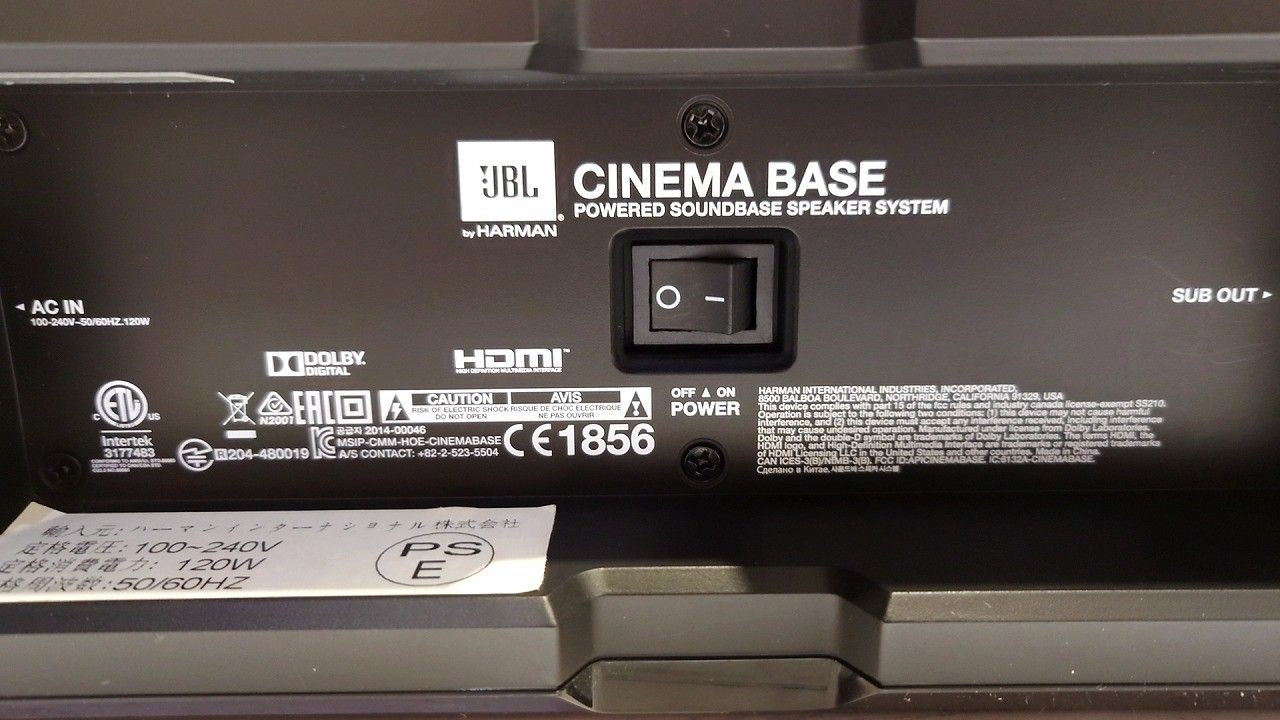 JBL
by HARMAN
CINEMA BASE
POWERED SOUNDBASE SPEAKER SYSTEM
AC IN
100-240V~50/60HZ.120W
SUB OUT
DOLBY
DIGITAL
HDMI
HIGH-DEFINITION MULTIMEDIA INTERFACE
ETL
C US
Intertek
3177483
N2001
EAC
CAUTION AVIS
RISK OF ELECTRIC SHOCK RISQUE DE CHOC ELECTRIQUE
DO NOT OPEN NE PAS OUVRIR
R 204-480019
공급자 2014-00046
MSIP-CMM-HOE-CINEMABASE
A/S CONTACT: +82-2-523-5504
CE1856
O –
OFF ▲ ON
POWER
HARMAN INTERNATIONAL INDUSTRIES, INCORPORATED,
8500 BALBOA BOULEVARD, NORTHRIDGE, CALIFORNIA 91329, USA
This device complies with part 15 of the fcc rules and industry canada license-exempt SS210.
Operation is subject to the following two conditions: (1) this device may not cause harmful
interference, and (2) this device must accept any interference received, including interference
that may cause undesired operation. Manufactured under license from Dolby Laboratories.
Dolby and the double-D symbol are trademarks of Dolby Laboratories. The terms HDMI,
HDMI logo, and High-Definition Multimedia Interface are trademarks or registered trademarks
of HDMI Licensing LLC in the United States and other countries. Made in China.
CAN ICES-3(B)/NMB-3(B). FCC ID:APICINEMABASE. IC:6132A-CINEMABASE
Сделано в Китае.
輸入元: ハーマンインターナショナル株式会社
定格電圧: 100~240V
定格消費電力: 120W
格周波数:50/60HZ
PS
E